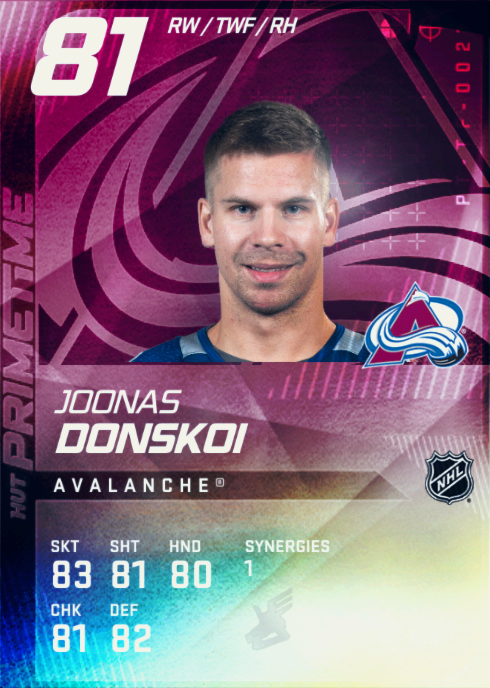 81
RW / TWF / RH
HUT PRIMETIME
JOONAS
DONSKOI
AVALANCHE®
NHL
SKT SHT HND SYNERGIES
83 81 80 1
CHK DEF
81 82